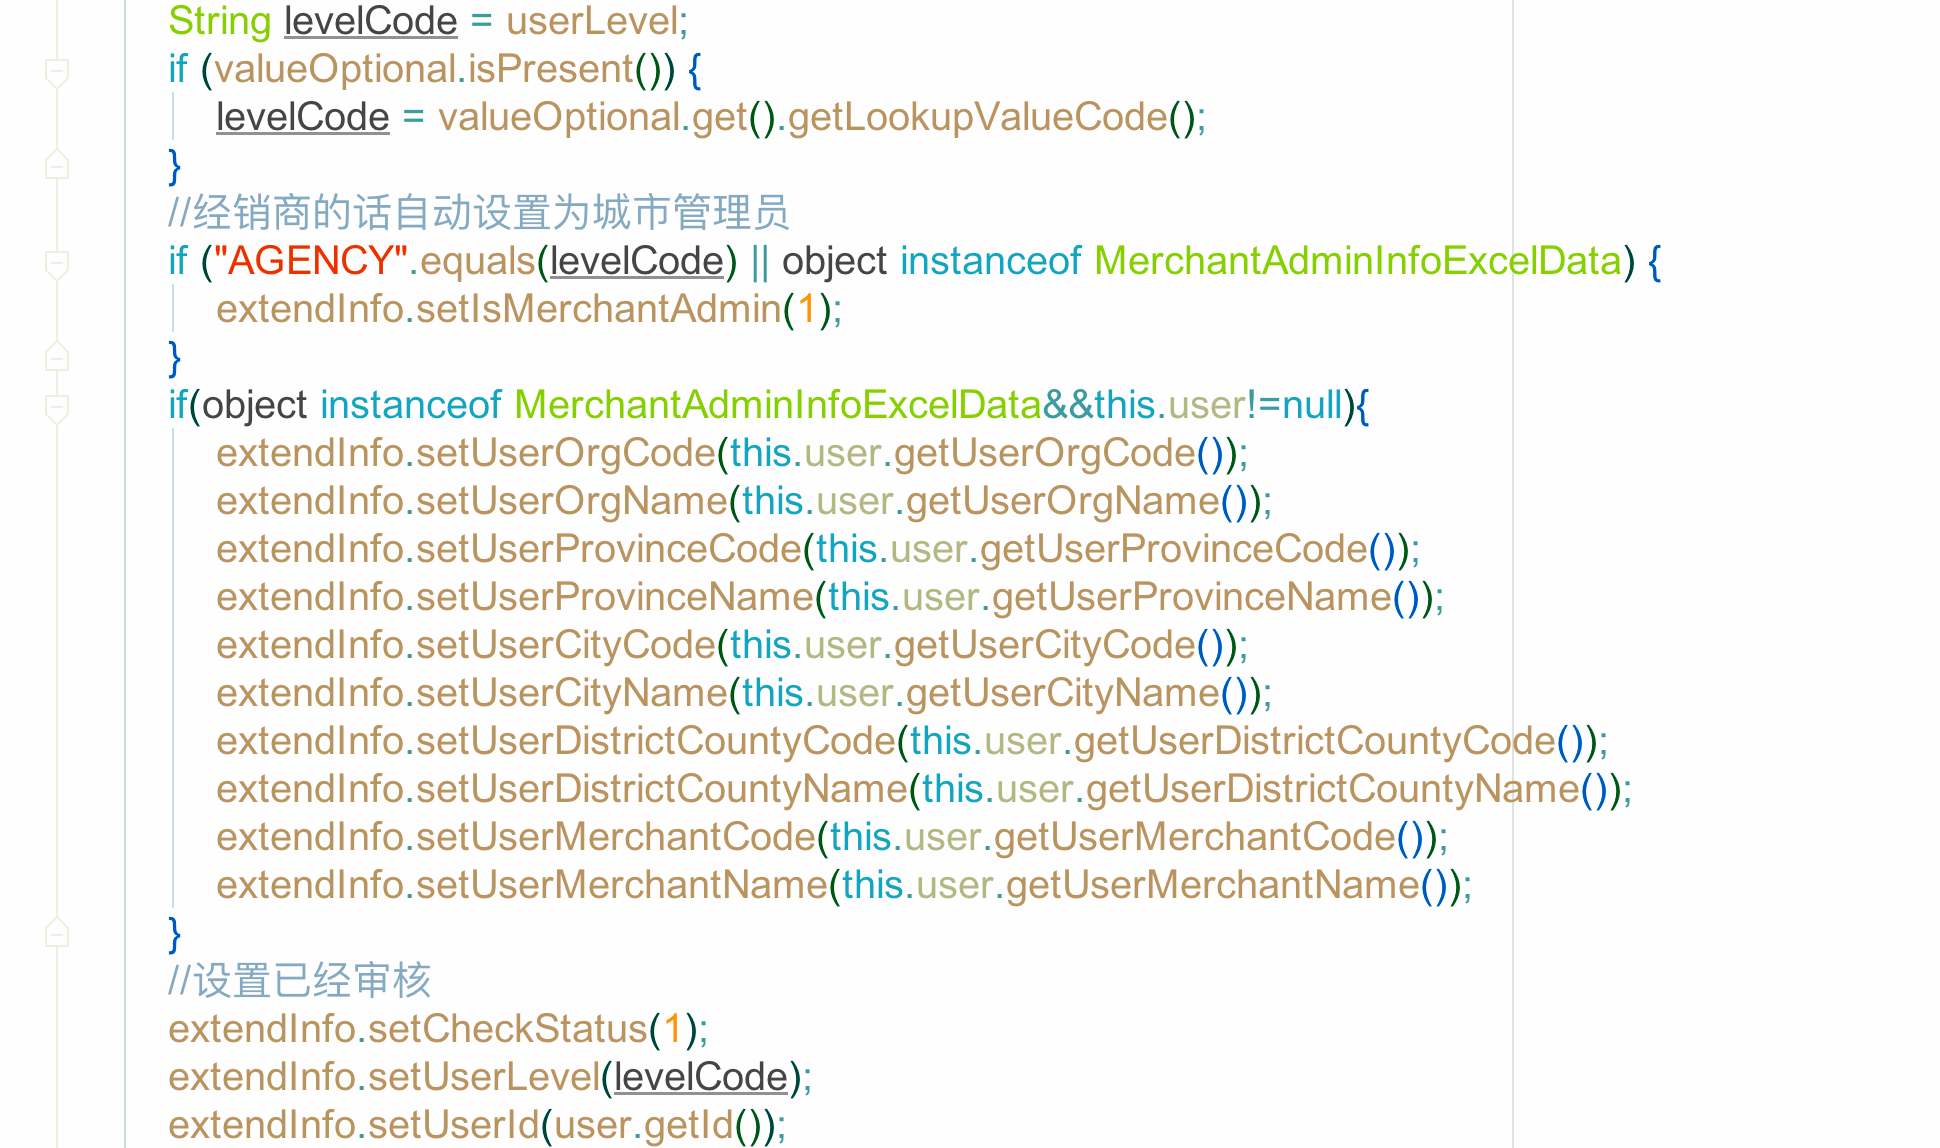 String levelCode = userLevel;
if (valueOptional.isPresent()) {
levelCode = valueOptional.get().getLookupValueCode();
}
//经销商的话自动设置为城市管理员
if ("AGENCY".equals(levelCode) || object instanceof MerchantAdminInfoExcelData) {
extendInfo.setIsMerchantAdmin(1);
}
if(object instanceof MerchantAdminInfoExcelData&&this.user!=null){
extendInfo.setUserOrgCode(this.user.getUserOrgCode());
extendInfo.setUserOrgName(this.user.getUserOrgName());
extendInfo.setUserProvinceCode(this.user.getUserProvinceCode());
extendInfo.setUserProvinceName(this.user.getUserProvinceName());
extendInfo.setUserCityCode(this.user.getUserCityCode());
extendInfo.setUserCityName(this.user.getUserCityName());
extendInfo.setUserDistrictCountyCode(this.user.getUserDistrictCountyCode());
extendInfo.setUserDistrictCountyName(this.user.getUserDistrictCountyName());
extendInfo.setUserMerchantCode(this.user.getUserMerchantCode());
extendInfo.setUserMerchantName(this.user.getUserMerchantName());
}
//设置已经审核
extendInfo.setCheckStatus(1);
extendInfo.setUserLevel(levelCode);
extendInfo.setUserId(user.getId());